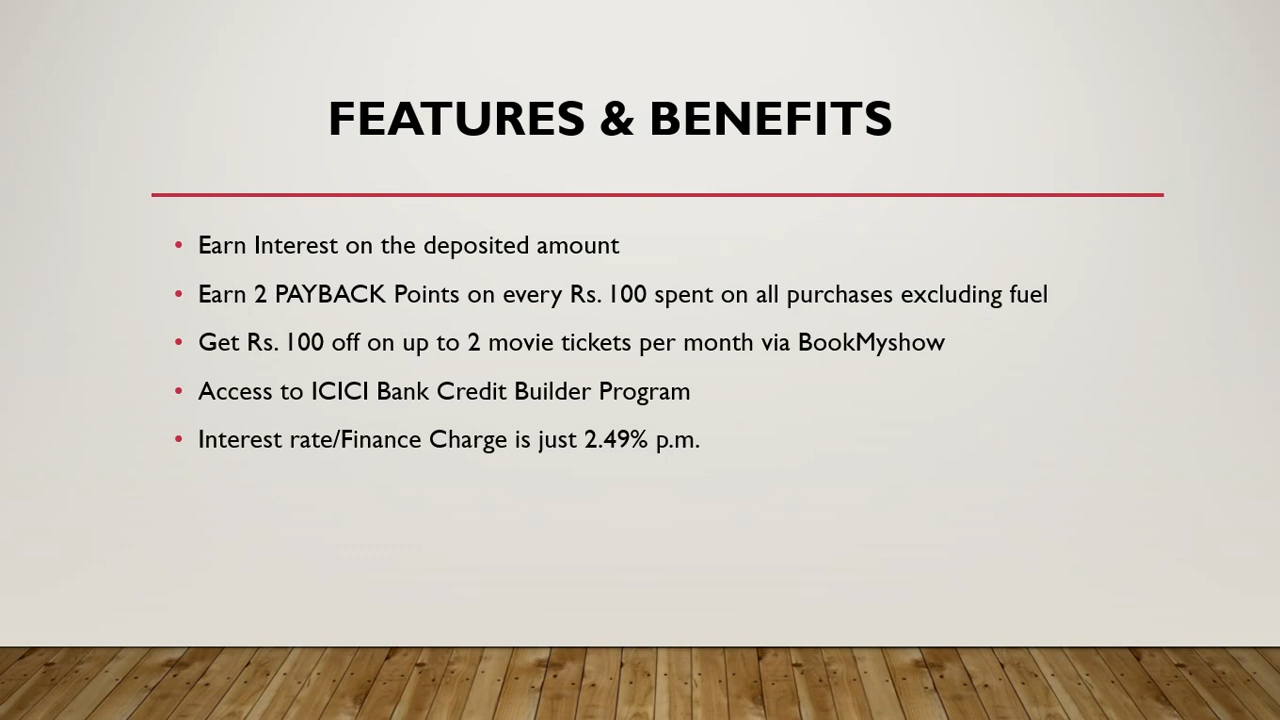 FEATURES & BENEFITS
• Earn Interest on the deposited amount
• Earn 2 PAYBACK Points on every Rs. 100 spent on all purchases excluding fuel
• Get Rs. 100 off on up to 2 movie tickets per month via BookMyshow
• Access to ICICI Bank Credit Builder Program
• Interest rate/Finance Charge is just 2.49% p.m.